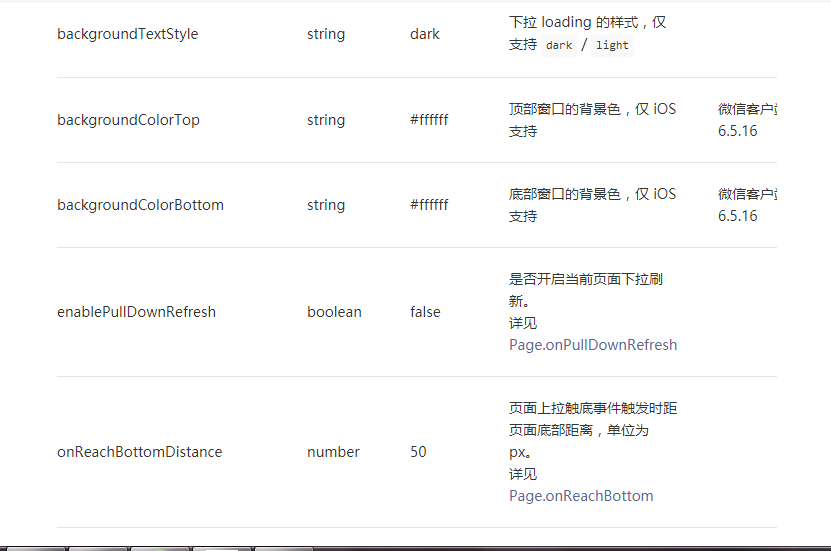 backgroundTextStyle string dark 下拉 loading 的样式，仅
支持 dark / light
backgroundColorTop string #ffffff 顶部窗口的背景色，仅 iOS 微信客户
支持 6.5.16
backgroundColorBottom string #ffffff 底部窗口的背景色，仅 iOS 微信客户
支持 6.5.16
enablePullDownRefresh boolean false 是否开启当前页面下拉刷
新。
详见
Page.onPullDownRefresh
onReachBottomDistance number 50 页面上拉触底事件触发时距
页面底部距离，单位为
px。
详见
Page.onReachBottom